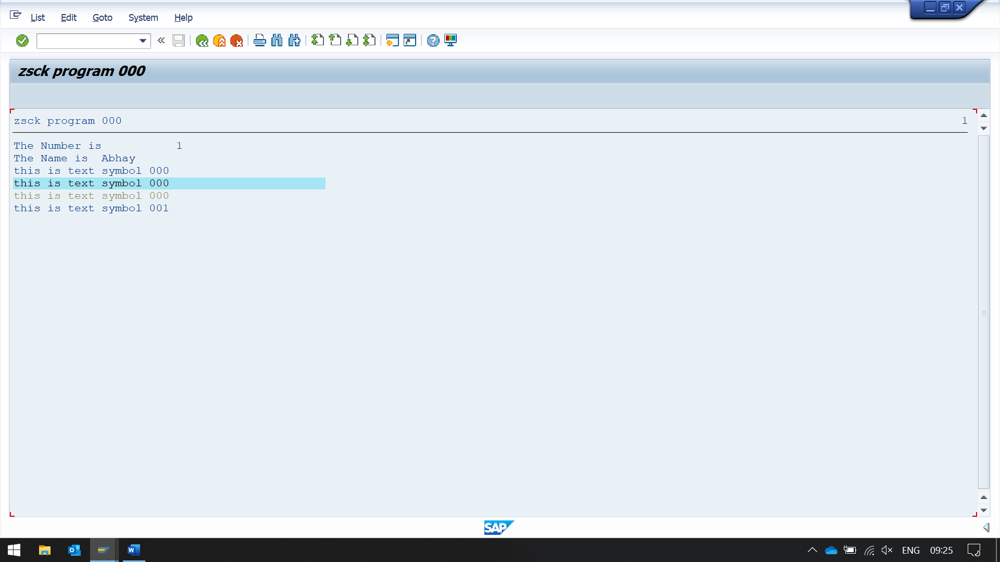 List Edit Goto System Help
zsck program 000
zsck program 000 1
The Number is 1
The Name is Abhay
this is text symbol 000
this is text symbol 000
this is text symbol 000
this is text symbol 001
SAP
ENG 09:25